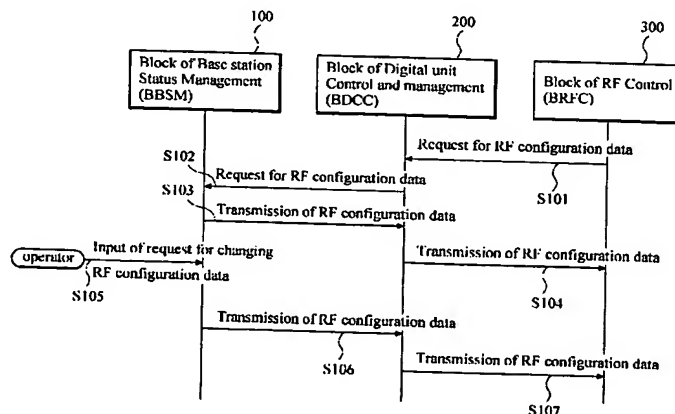 100
200
300
Block of Base station
Status Management
(BBSM)
Block of Digital unit
Control and management
(BDCC)
Block of RF Control
(BRFC)
Request for RF configuration data
S101
S102
Request for RF configuration data
S103
Transmission of RF configuration data
operator
Input of request for changing
RF configuration data
S105
Transmission of RF configuration data
S104
Transmission of RF configuration data
S106
Transmission of RF configuration data
S107